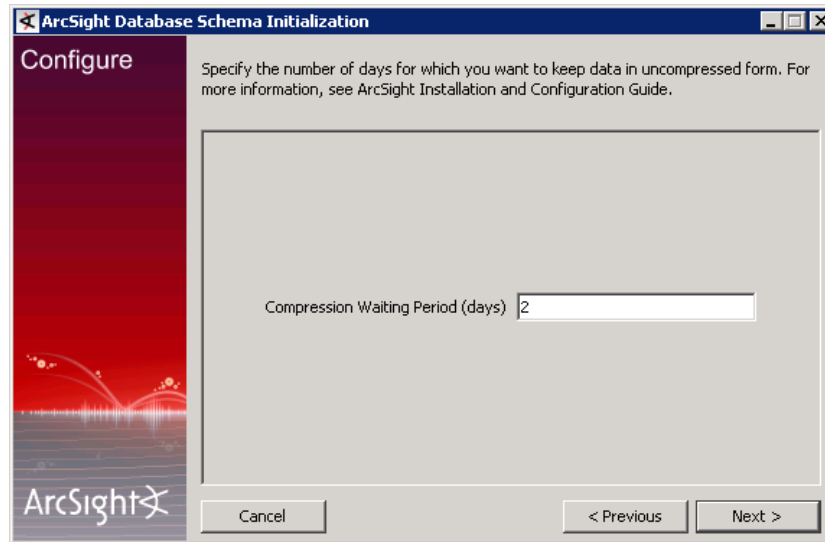 ArcSight Database Schema Initialization
Configure
Specify the number of days for which you want to keep data in uncompressed form. For
more information, see ArcSight Installation and Configuration Guide.
Compression Waiting Period (days) 2
ArcSight
Cancel < Previous Next >